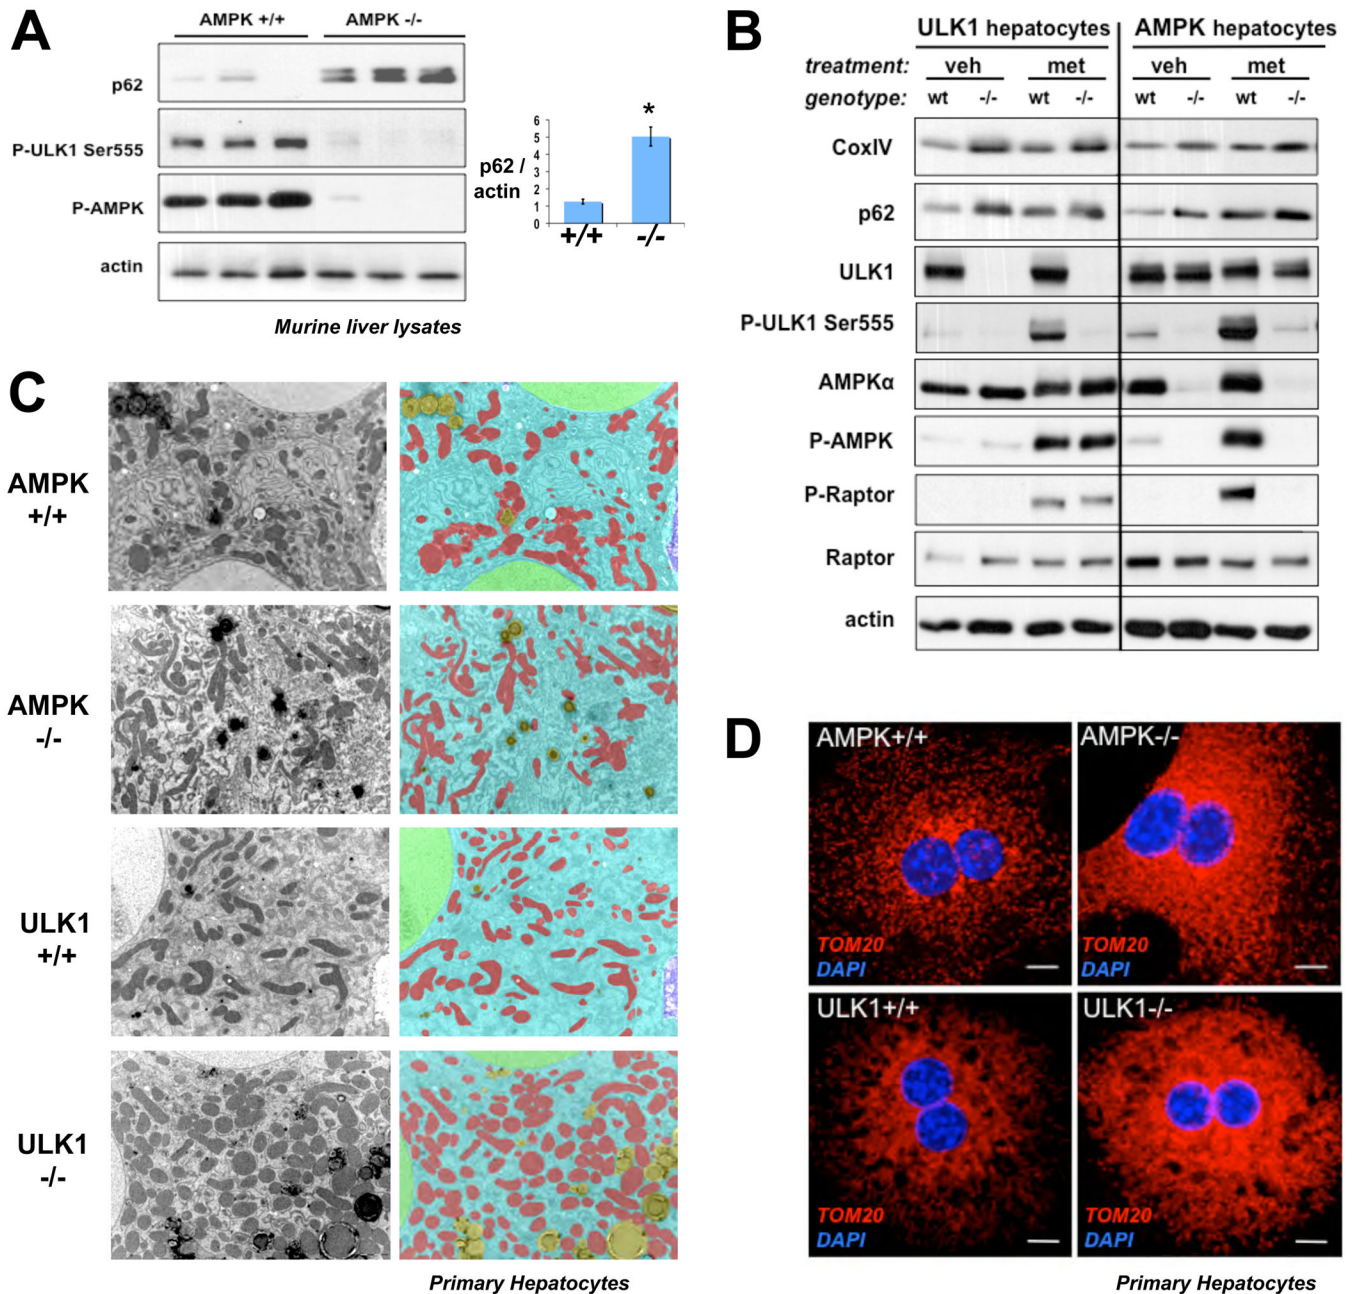 A
AMPK +/+ AMPK -/-
p62
P-ULK1 Ser555
P-AMPK
actin
Murine liver lysates
p62 /
actin
6
5
4
3
2
1
0
*
+/+ -/-
B
ULK1 hepatocytes AMPK hepatocytes
treatment: veh met veh met
genotype: wt -/- wt -/- wt -/- wt -/-
CoxIV
p62
ULK1
P-ULK1 Ser555
AMPKα
P-AMPK
P-Raptor
Raptor
actin
C
AMPK
+/+
AMPK
-/-
ULK1
+/+
ULK1
-/-
Primary Hepatocytes
D
AMPK+/+
TOM20
DAPI
AMPK-/-
TOM20
DAPI
ULK1+/+
TOM20
DAPI
ULK1-/-
TOM20
DAPI
Primary Hepatocytes